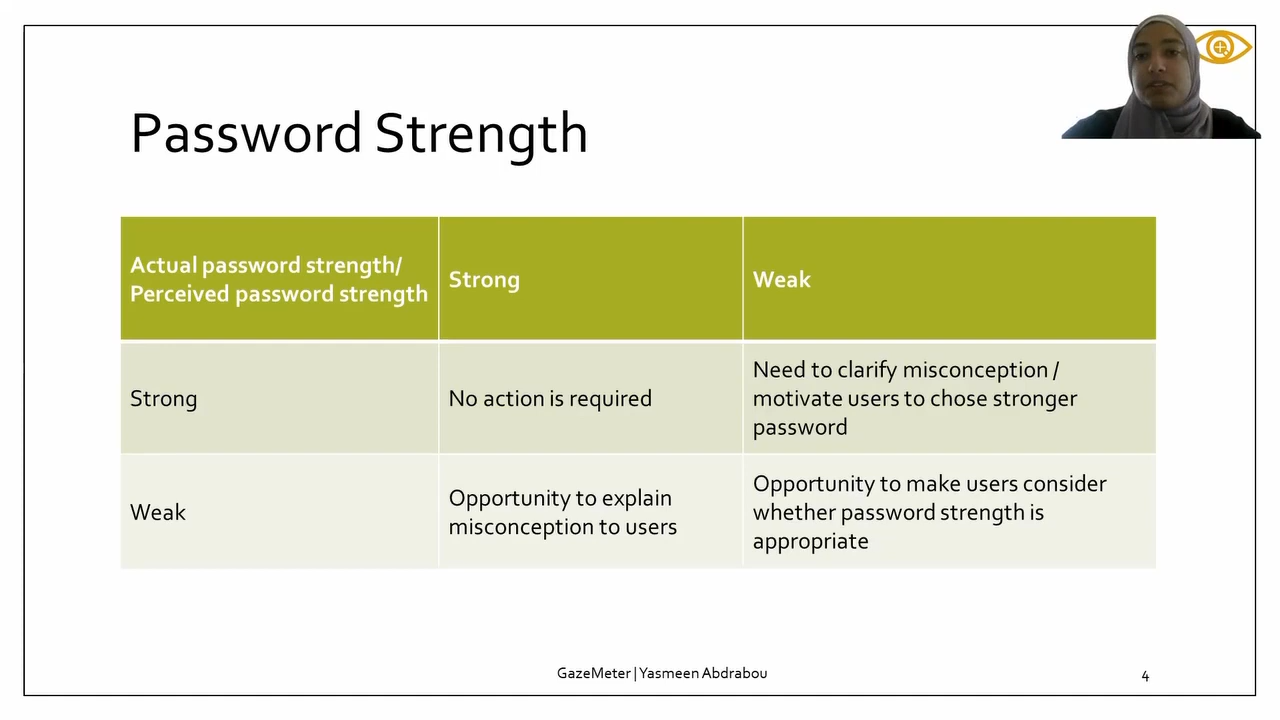 Password Strength
Actual password strength/
Perceived password strength
Strong
Weak
Strong
No action is required
Need to clarify misconception /
motivate users to chose stronger
password
Weak
Opportunity to explain
misconception to users
Opportunity to make users consider
whether password strength is
appropriate
GazeMeter | Yasmeen Abdrabou
4